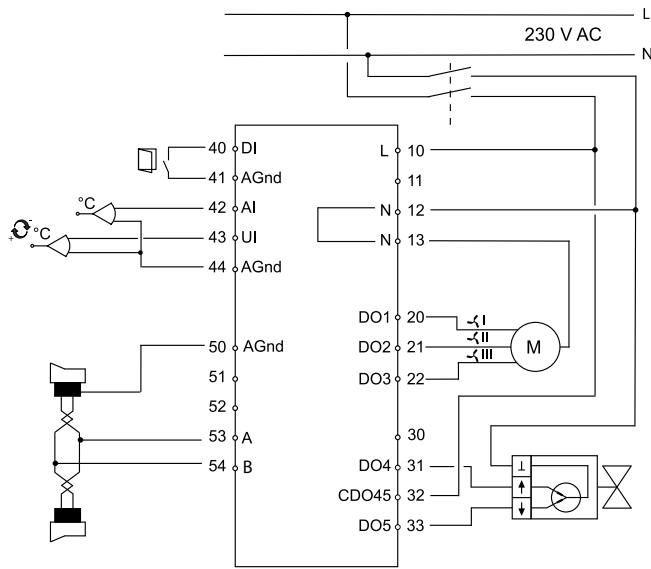 L
230 V AC
N
40 DI
41 AGnd
°C 42 AI
- + °C 43 UI
44 AGnd
50 AGnd
51
52
53 A
54 B
L 10
11
N 12
N 13
DO1 20 I
DO2 21 II
DO3 22 III
M
30
DO4 31
CDO45 32
DO5 33
⊥
↑
↓